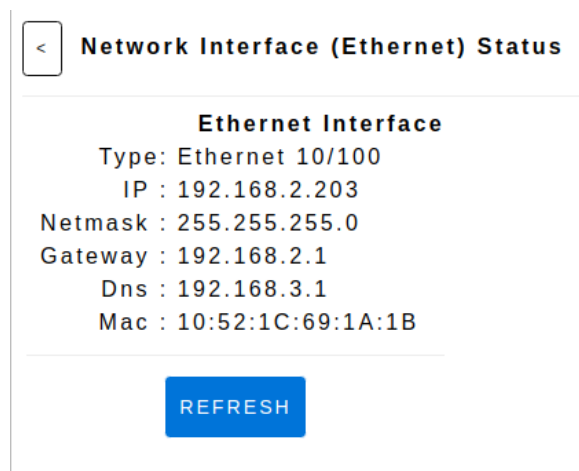 < Network Interface (Ethernet) Status
Ethernet Interface
Type: Ethernet 10/100
IP : 192.168.2.203
Netmask : 255.255.255.0
Gateway : 192.168.2.1
Dns : 192.168.3.1
Mac : 10:52:1C:69:1A:1B
REFRESH